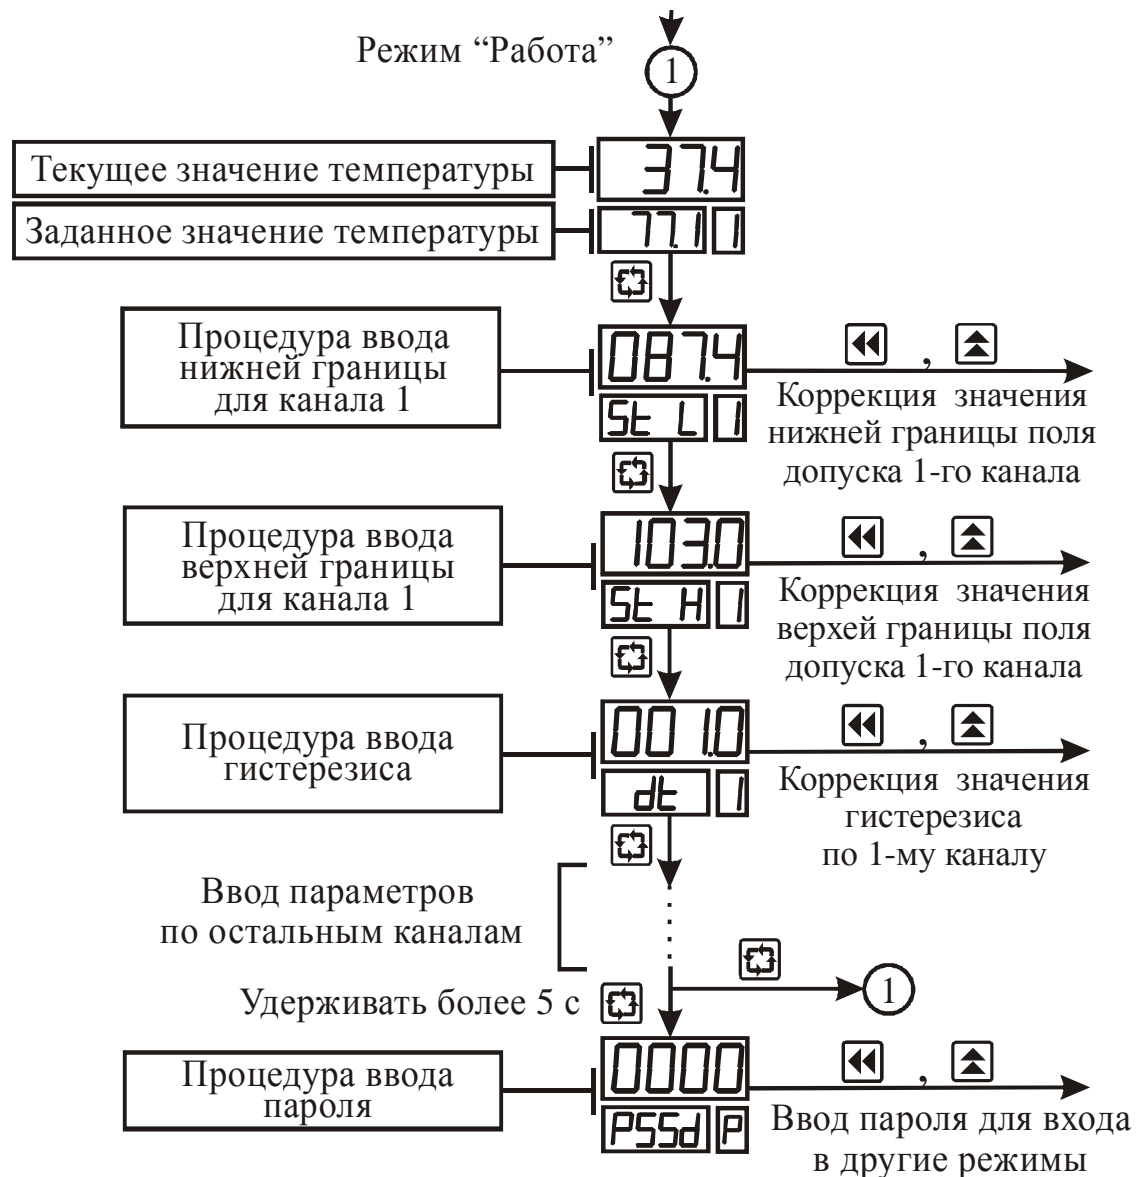 Режим “Работа”
1
Текущее значение температуры
37.4
Заданное значение температуры
77.1 1
Процедура ввода
нижней границы
для канала 1
087.4
St L 1
,
Коррекция значения
нижней границы поля
допуска 1-го канала
Процедура ввода
верхней границы
для канала 1
103.0
St H 1
,
Коррекция значения
верхей границы поля
допуска 1-го канала
Процедура ввода
гистерезиса
001.0
dt 1
,
Коррекция значения
гистерезиса
по 1-му каналу
Ввод параметров
по остальным каналам
1
Удерживать более 5 с
Процедура ввода
пароля
0000
PSSd P
,
Ввод пароля для входа
в другие режимы